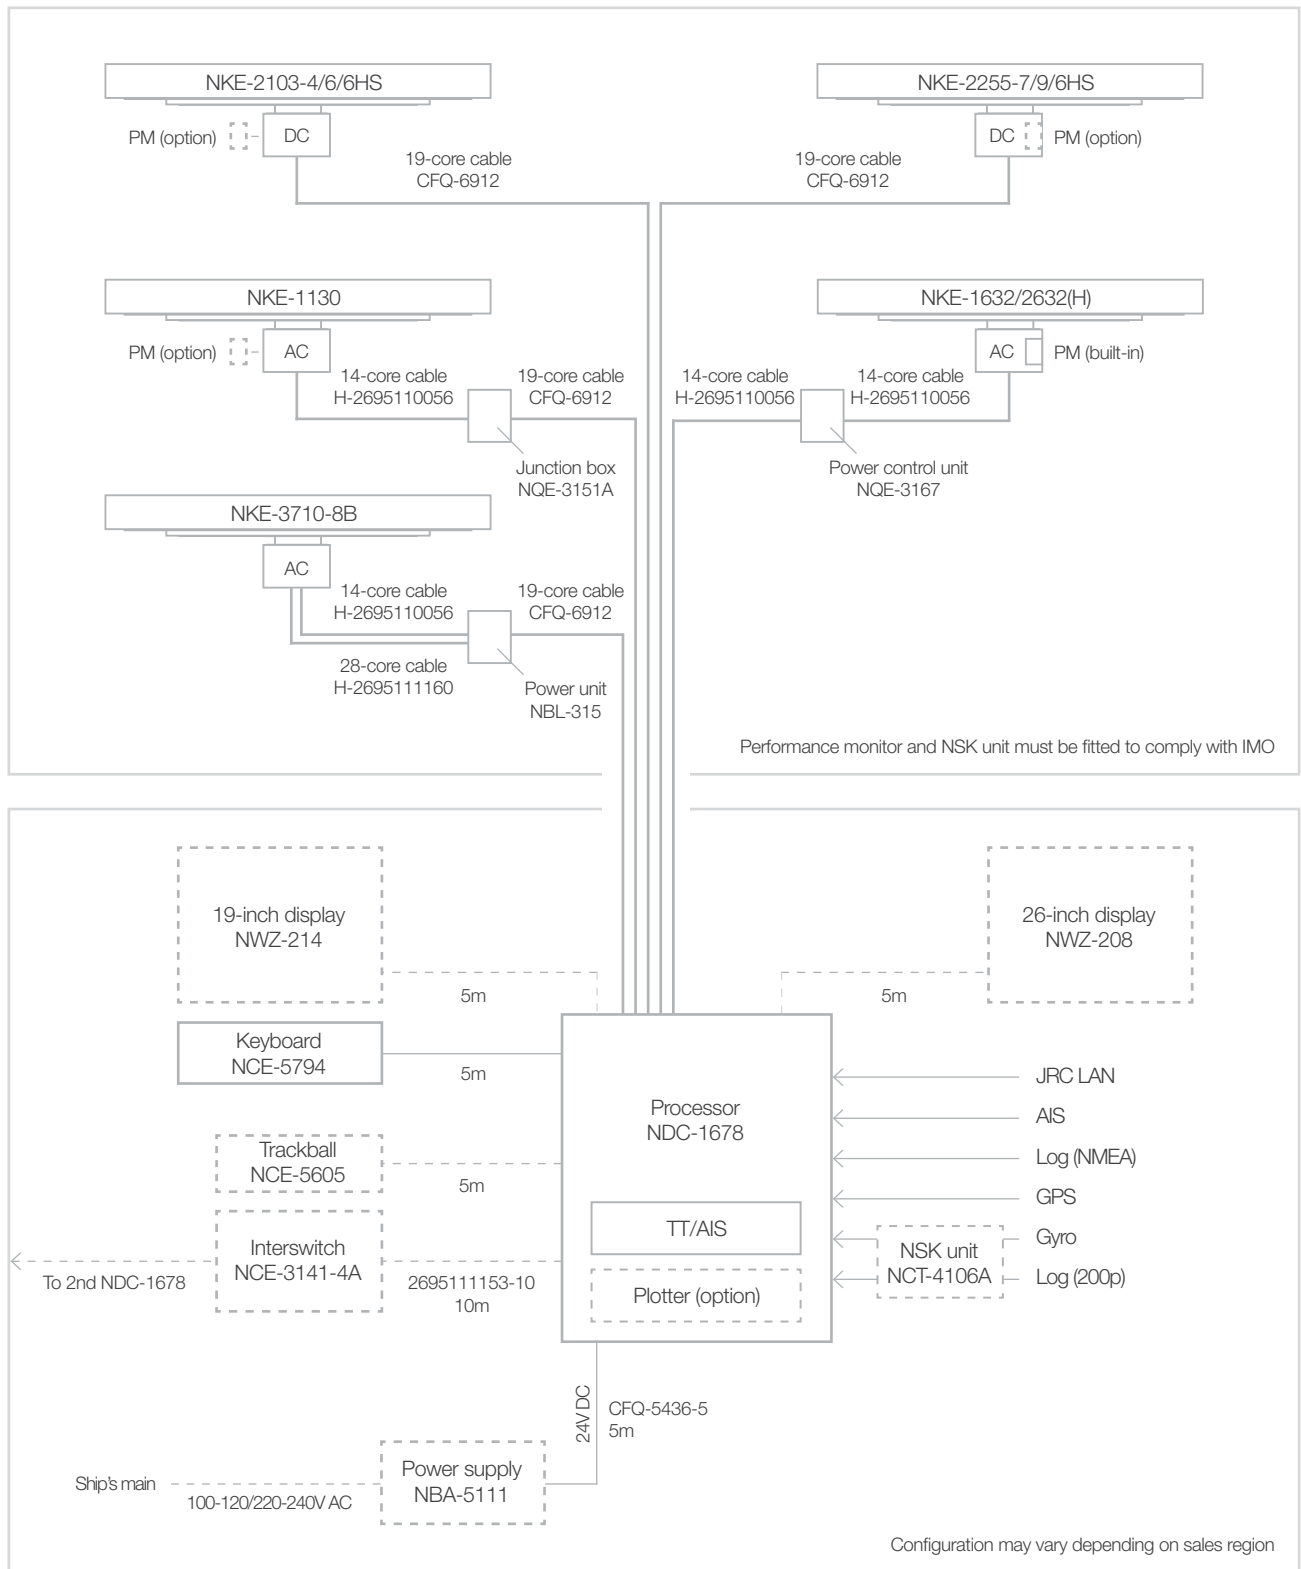 NKE-2103-4/6/6HS
NKE-2255-7/9/6HS
PM (option)
DC
DC
PM (option)
19-core cable
CFQ-6912
19-core cable
CFQ-6912
NKE-1130
NKE-1632/2632(H)
PM (option)
AC
AC
PM (built-in)
14-core cable
H-2695110056
19-core cable
CFQ-6912
14-core cable
H-2695110056
14-core cable
H-2695110056
Junction box
NQE-3151A
Power control unit
NQE-3167
NKE-3710-8B
AC
14-core cable
H-2695110056
19-core cable
CFQ-6912
28-core cable
H-2695111160
Power unit
NBL-315
Performance monitor and NSK unit must be fitted to comply with IMO
19-inch display
NWZ-214
26-inch display
NWZ-208
5m
5m
Keyboard
NCE-5794
5m
Processor
NDC-1678
JRC LAN
AIS
Log (NMEA)
GPS
Gyro
Log (200p)
Trackball
NCE-5605
5m
TT/AIS
NSK unit
NCT-4106A
Interswitch
NCE-3141-4A
To 2nd NDC-1678
2695111153-10
10m
Plotter (option)
24V DC
CFQ-5436-5
5m
Ship's main
100-120/220-240V AC
Power supply
NBA-5111
Configuration may vary depending on sales region